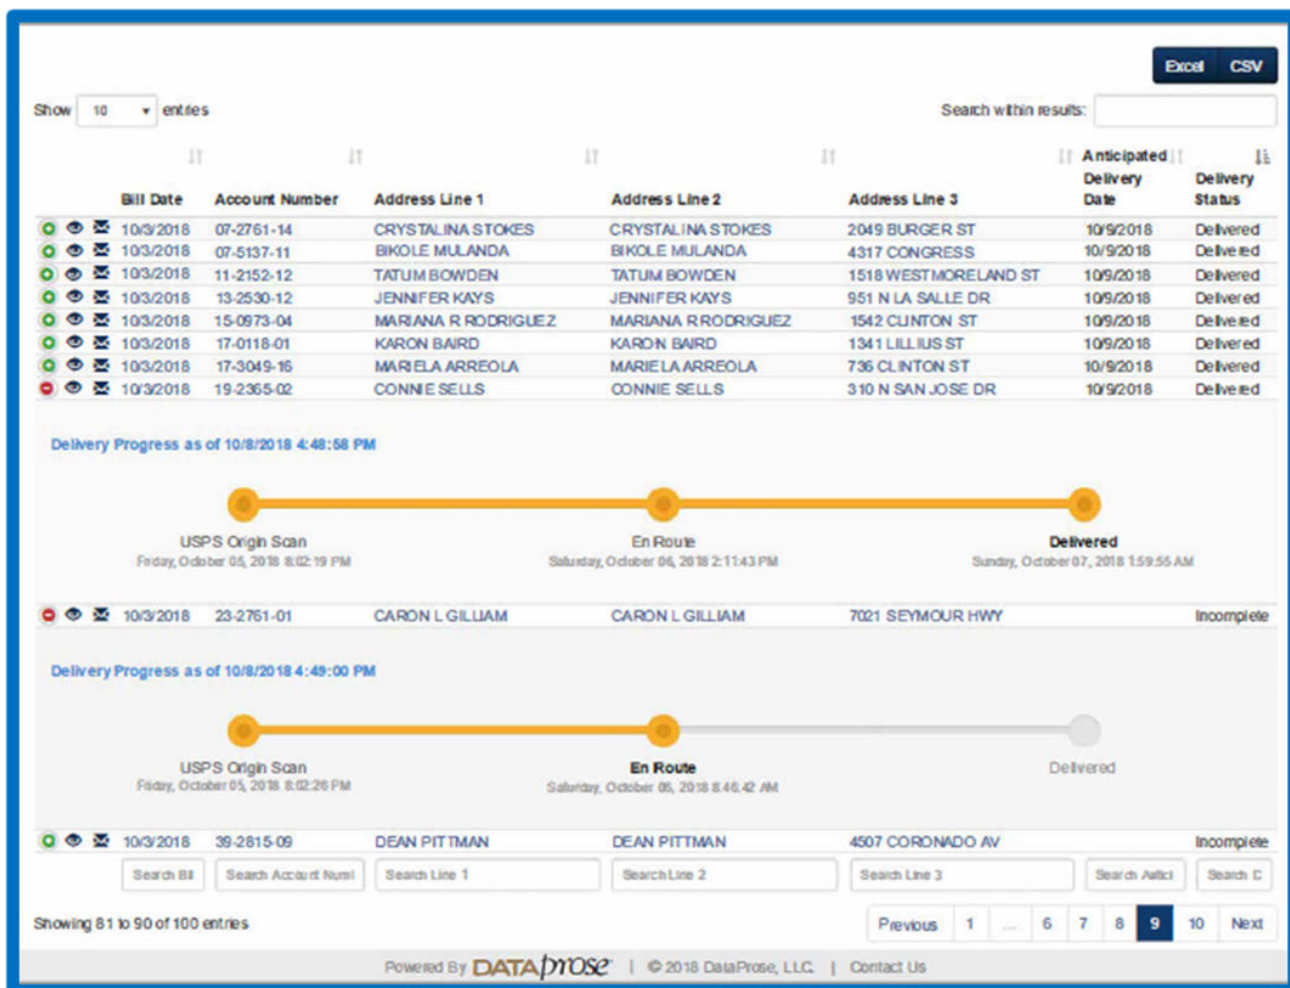 Excel CSV
Show 10 entries Search within results:
Anticipated
Delivery Delivery
Bill Date Account Number Address Line 1 Address Line 2 Address Line 3 Date Status
10/3/2018 07-2761-14 CRYSTALINA STOKES CRYSTALINA STOKES 2049 BURGER ST 10/9/2018 Delivered
10/3/2018 07-5137-11 BIKOLE MULANDA BIKOLE MULANDA 4317 CONGRESS 10/9/2018 Delivered
10/3/2018 11-2152-12 TATUM BOWDEN TATUM BOWDEN 1518 WESTMORELAND ST 10/9/2018 Delivered
10/3/2018 13-2530-12 JENNIFER KAYS JENNIFER KAYS 951 N LA SALLE DR 10/9/2018 Delivered
10/3/2018 15-0973-04 MARIANA R RODRIGUEZ MARIANA R RODRIGUEZ 1542 CLINTON ST 10/9/2018 Delivered
10/3/2018 17-0118-01 KARON BAIRD KARON BAIRD 1341 LILLIUS ST 10/9/2018 Delivered
10/3/2018 17-3049-16 MARIELA ARREOLA MARIELA ARREOLA 736 CLINTON ST 10/9/2018 Delivered
10/3/2018 19-2365-02 CONNIE SELLS CONNIE SELLS 310 N SAN JOSE DR 10/9/2018 Delivered
Delivery Progress as of 10/8/2018 4:48:58 PM
USPS Origin Scan En Route Delivered
Friday, October 05, 2018 8:02:19 PM Saturday, October 06, 2018 2:11:43 PM Sunday, October 07, 2018 1:59:55 AM
10/3/2018 23-2761-01 CARON L GILLIAM CARON L GILLIAM 7021 SEYMOUR HWY Incomplete
Delivery Progress as of 10/8/2018 4:49:00 PM
USPS Origin Scan En Route Delivered
Friday, October 05, 2018 8:02:26 PM Saturday, October 06, 2018 8:46:42 AM
10/3/2018 39-2815-09 DEAN PITTMAN DEAN PITTMAN 4507 CORONADO AV Incomplete
Search Bill Search Account Numl Search Line 1 Search Line 2 Search Line 3 Search Antici Search D
Showing 81 to 90 of 100 entries Previous 1 ... 6 7 8 9 10 Next
Powered By DATAprose | © 2018 DataProse, LLC. | Contact Us